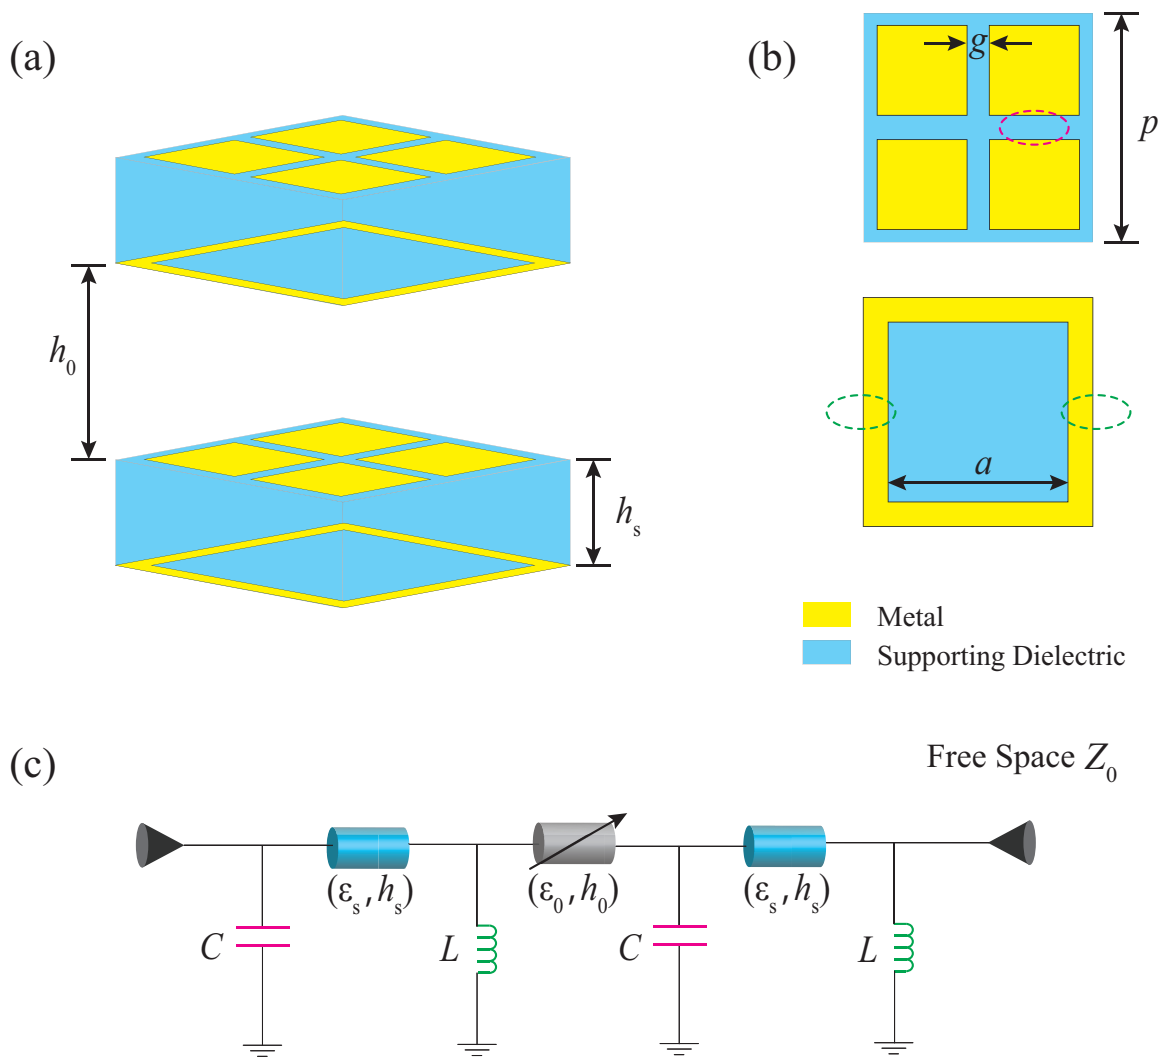 (a)
(b)
g
p
h₀
hₛ
a
Metal
Supporting Dielectric
(c)
Free Space Z₀
(εₛ, hₛ)
(ε₀, h₀)
(εₛ, hₛ)
C
L
C
L